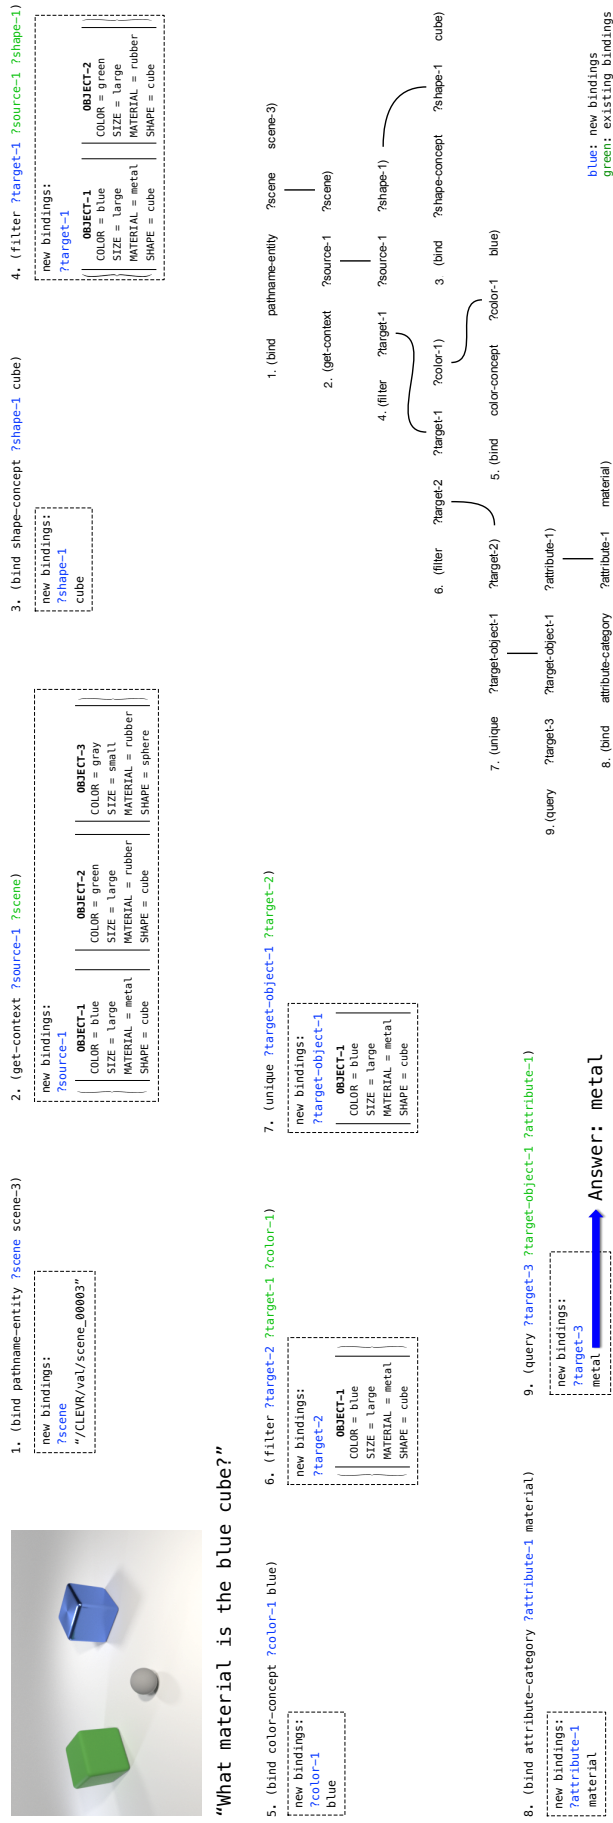 “What material is the blue cube?”
1. (bind pathname-entity ?scene scene-3)
new bindings:
?scene
“/CLEVR/val/scene_00003”
2. (get-context ?source-1 ?scene)
new bindings:
?source-1
OBJECT-1
COLOR = blue
SIZE = large
MATERIAL = metal
SHAPE = cube
OBJECT-2
COLOR = green
SIZE = large
MATERIAL = rubber
SHAPE = cube
OBJECT-3
COLOR = gray
SIZE = small
MATERIAL = rubber
SHAPE = sphere
3. (bind shape-concept ?shape-1 cube)
new bindings:
?shape-1
cube
4. (filter ?target-1 ?source-1 ?shape-1)
new bindings:
?target-1
OBJECT-1
COLOR = blue
SIZE = large
MATERIAL = metal
SHAPE = cube
OBJECT-2
COLOR = green
SIZE = large
MATERIAL = rubber
SHAPE = cube
5. (bind color-concept ?color-1 blue)
new bindings:
?color-1
blue
6. (filter ?target-2 ?target-1 ?color-1)
new bindings:
?target-2
OBJECT-1
COLOR = blue
SIZE = large
MATERIAL = metal
SHAPE = cube
7. (unique ?target-object-1 ?target-2)
new bindings:
?target-object-1
OBJECT-1
COLOR = blue
SIZE = large
MATERIAL = metal
SHAPE = cube
8. (bind attribute-category ?attribute-1 material)
new bindings:
?attribute-1
material
9. (query ?target-3 ?target-object-1 ?attribute-1)
new bindings:
?target-3
metal
Answer: metal
1. (bind pathname-entity ?scene scene-3)
2. (get-context ?source-1 ?scene)
4. (filter ?target-1 ?source-1 ?shape-1)
6. (filter ?target-2 ?target-1 ?color-1)
3 (bind ?shape-concept ?shape-1 cube)
7. (unique ?target-object-1 ?target-2)
5. (bind color-concept ?color-1 blue)
9. (query ?target-3 ?target-object-1 ?attribute-1)
8. (bind attribute-category ?attribute-1 material)
blue: new bindings
green: existing bindings